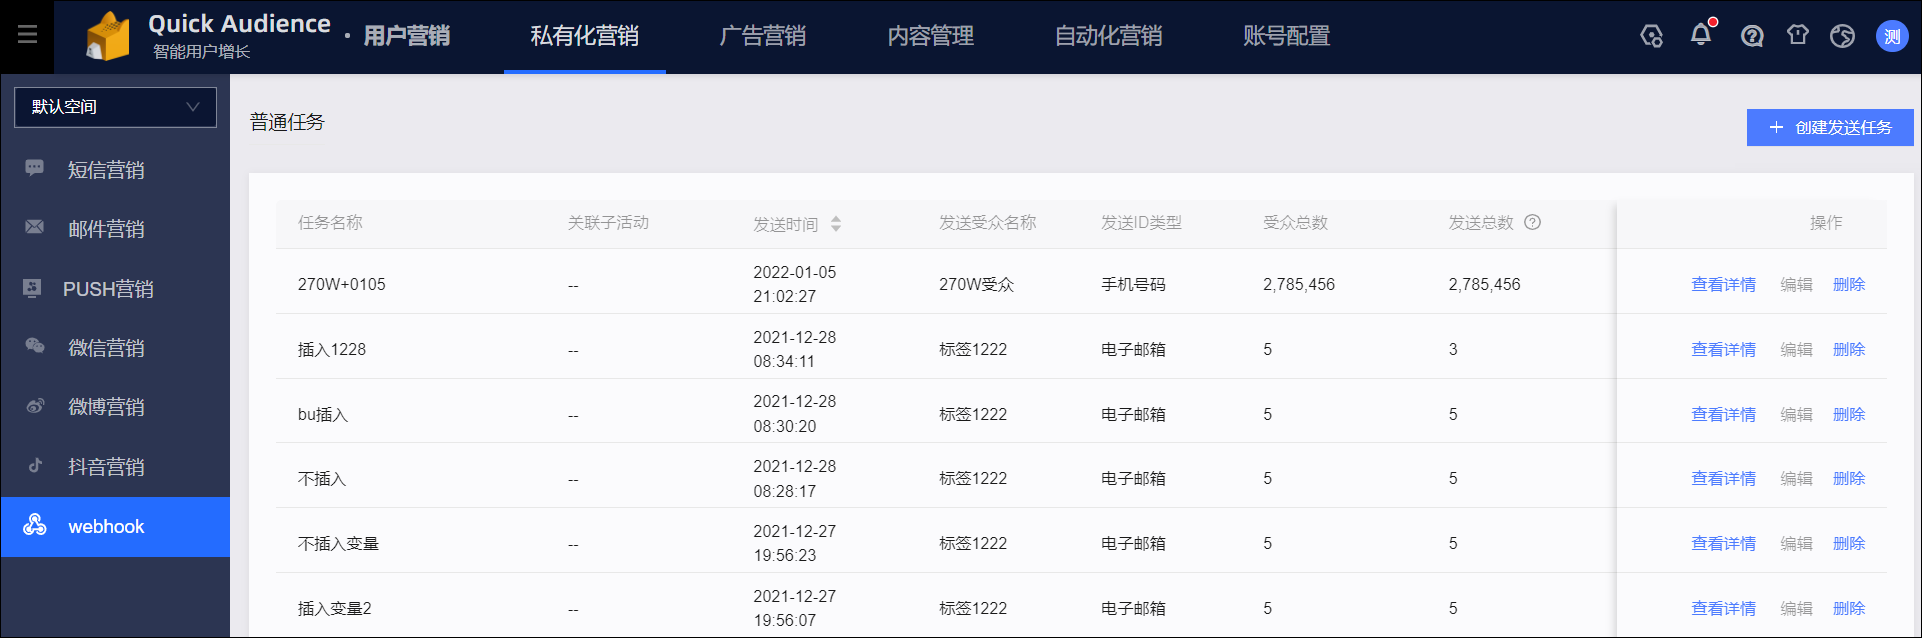 Quick Audience
智能用户增长
· 用户营销
私有化营销
广告营销
内容管理
自动化营销
账号配置
测
默认空间
短信营销
邮件营销
PUSH营销
微信营销
微博营销
抖音营销
webhook
普通任务
+ 创建发送任务
任务名称 关联子活动 发送时间 发送受众名称 发送ID类型 受众总数 发送总数 ? 操作
270W+0105 -- 2022-01-05 21:02:27 270W受众 手机号码 2,785,456 2,785,456 查看详情 编辑 删除
插入1228 -- 2021-12-28 08:34:11 标签1222 电子邮箱 5 3 查看详情 编辑 删除
bu插入 -- 2021-12-28 08:30:20 标签1222 电子邮箱 5 5 查看详情 编辑 删除
不插入 -- 2021-12-28 08:28:17 标签1222 电子邮箱 5 5 查看详情 编辑 删除
不插入变量 -- 2021-12-27 19:56:23 标签1222 电子邮箱 5 5 查看详情 编辑 删除
插入变量2 -- 2021-12-27 19:56:07 标签1222 电子邮箱 5 5 查看详情 编辑 删除